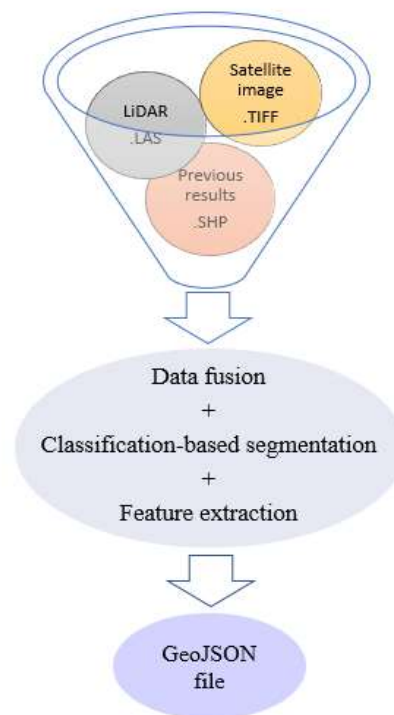 Satellite
image
.TIFF
LiDAR
.LAS
Previous
results
.SHP
Data fusion
+
Classification-based segmentation
+
Feature extraction
GeoJSON
file